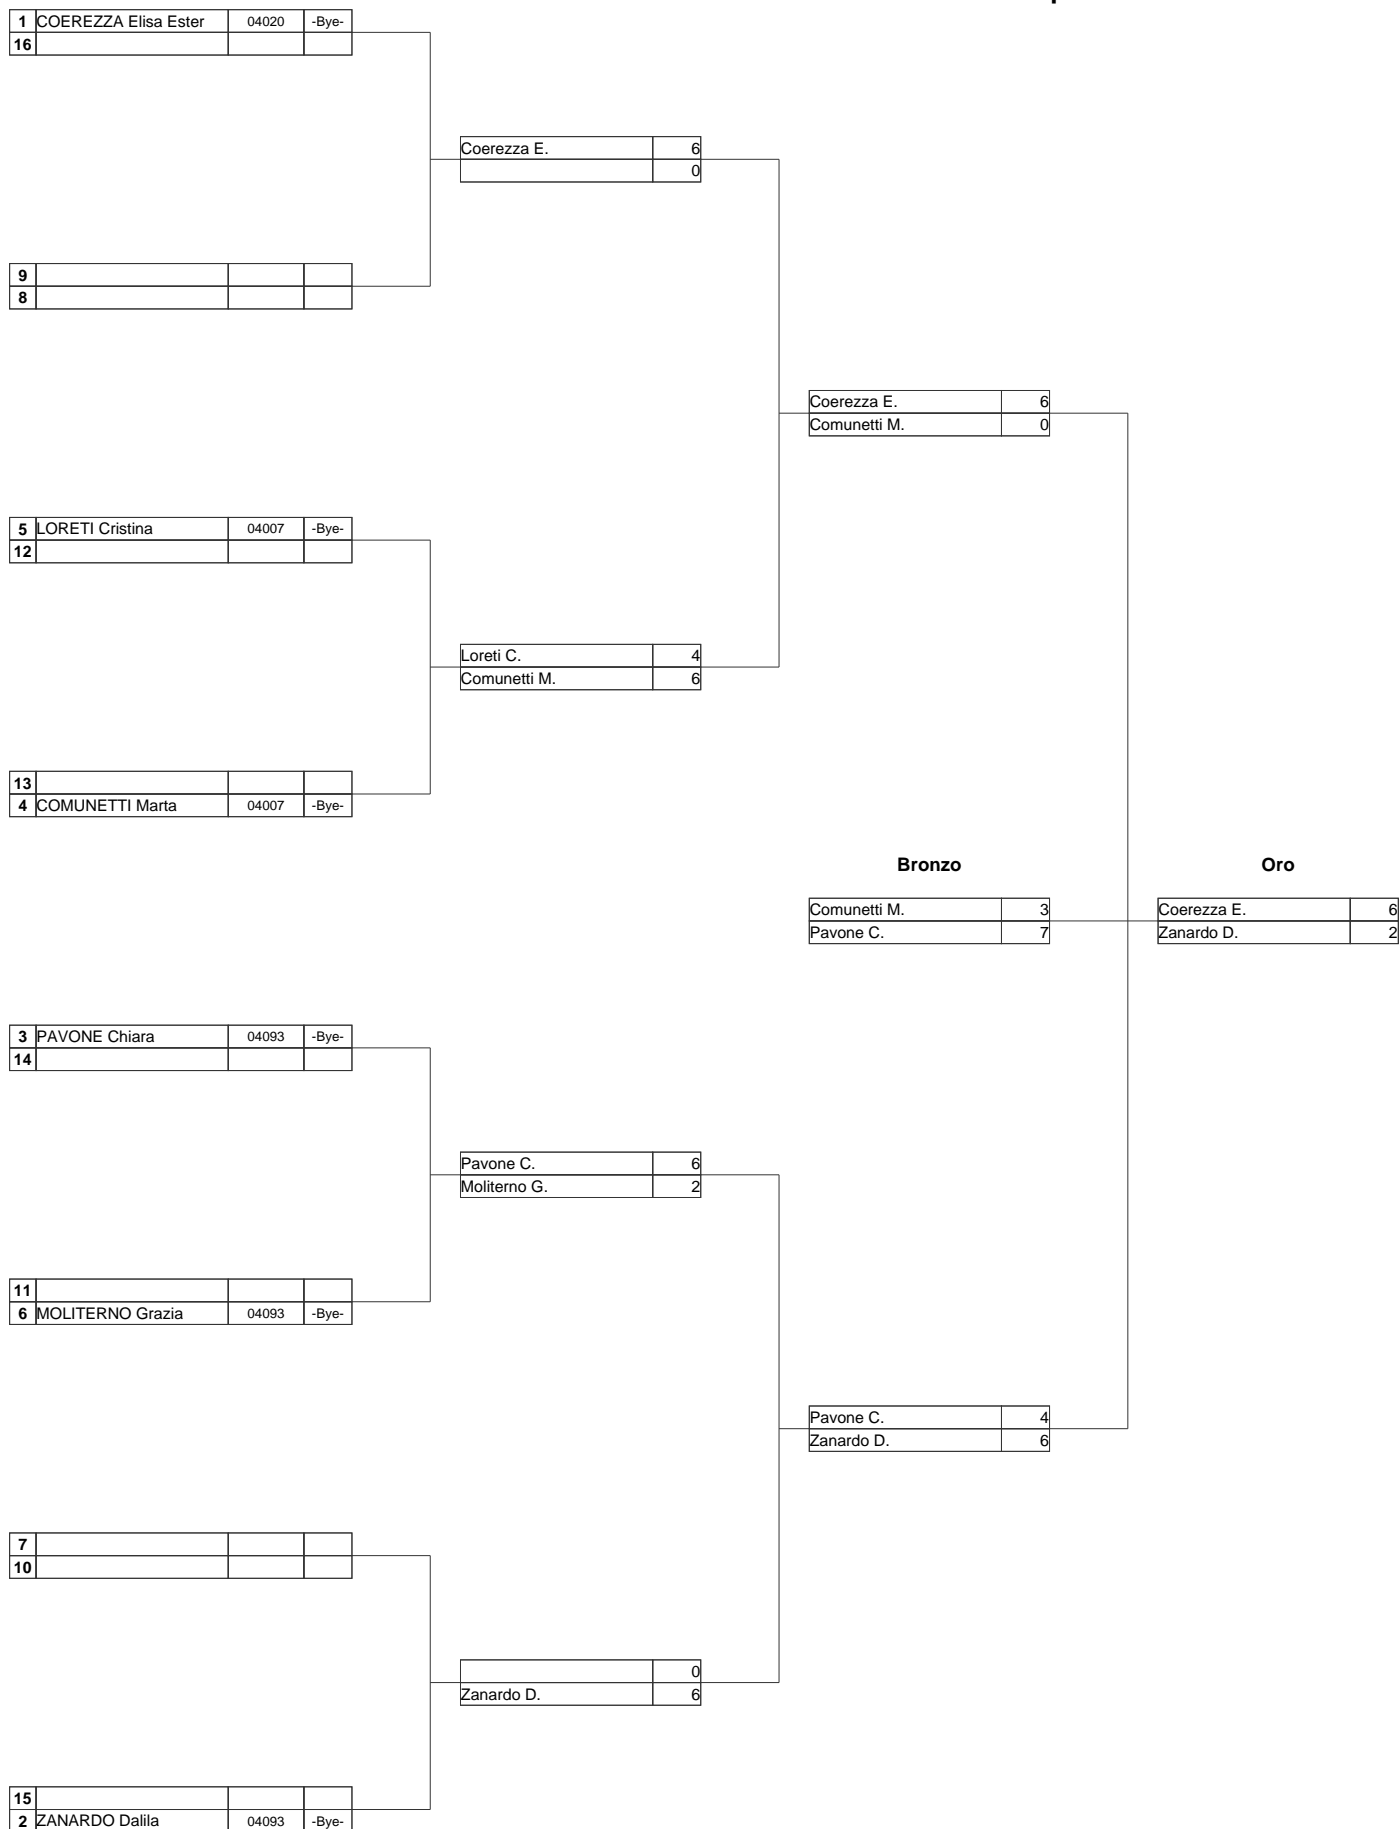 1 COEREZZA Elisa Ester 04020 -Bye-
16
Coerezza E. 6
0
9
8
Coerezza E. 6
Comunetti M. 0
5 LORETI Cristina 04007 -Bye-
12
Loreti C. 4
Comunetti M. 6
13
4 COMUNETTI Marta 04007 -Bye-
Bronzo Oro
Comunetti M. 3 Coerezza E. 6
Pavone C. 7 Zanardo D. 2
3 PAVONE Chiara 04093 -Bye-
14
Pavone C. 6
Moliterno G. 2
11
6 MOLITERNO Grazia 04093 -Bye-
Pavone C. 4
Zanardo D. 6
7
10
0
Zanardo D. 6
15
2 ZANARDO Dalila 04093 -Bye-